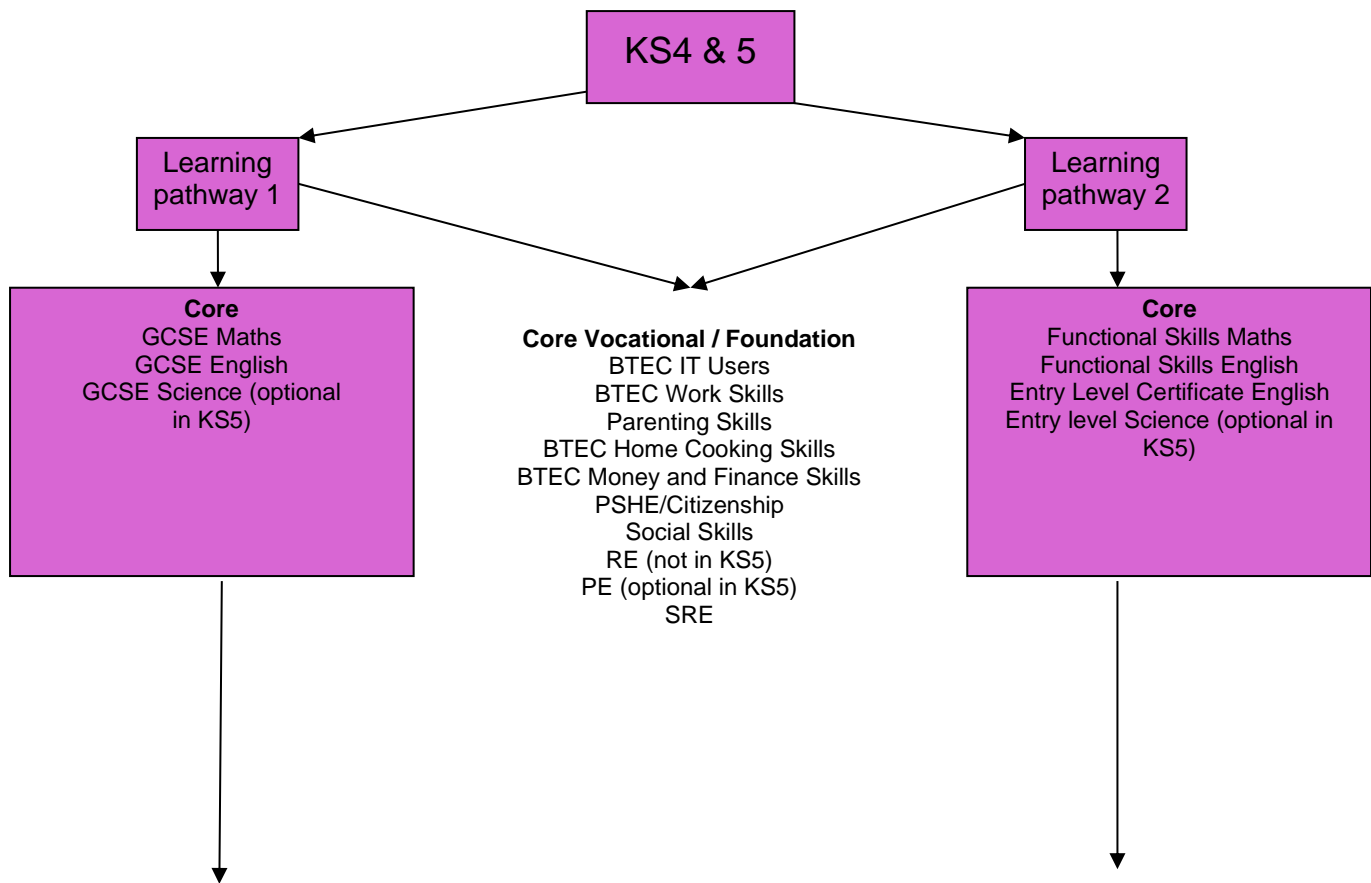 KS4 & 5
Learning
pathway 1
Learning
pathway 2
Core
GCSE Maths
GCSE English
GCSE Science (optional
in KS5)
Core Vocational / Foundation
BTEC IT Users
BTEC Work Skills
Parenting Skills
BTEC Home Cooking Skills
BTEC Money and Finance Skills
PSHE/Citizenship
Social Skills
RE (not in KS5)
PE (optional in KS5)
SRE
Core
Functional Skills Maths
Functional Skills English
Entry Level Certificate English
Entry level Science (optional in
KS5)